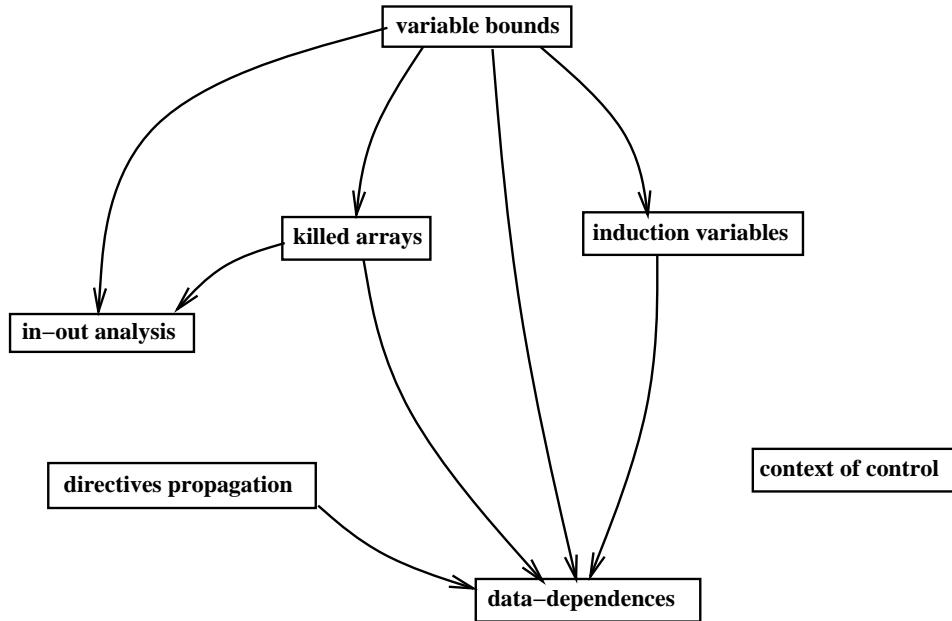 variable bounds
killed arrays
induction variables
in−out analysis
context of control
directives propagation
data−dependences